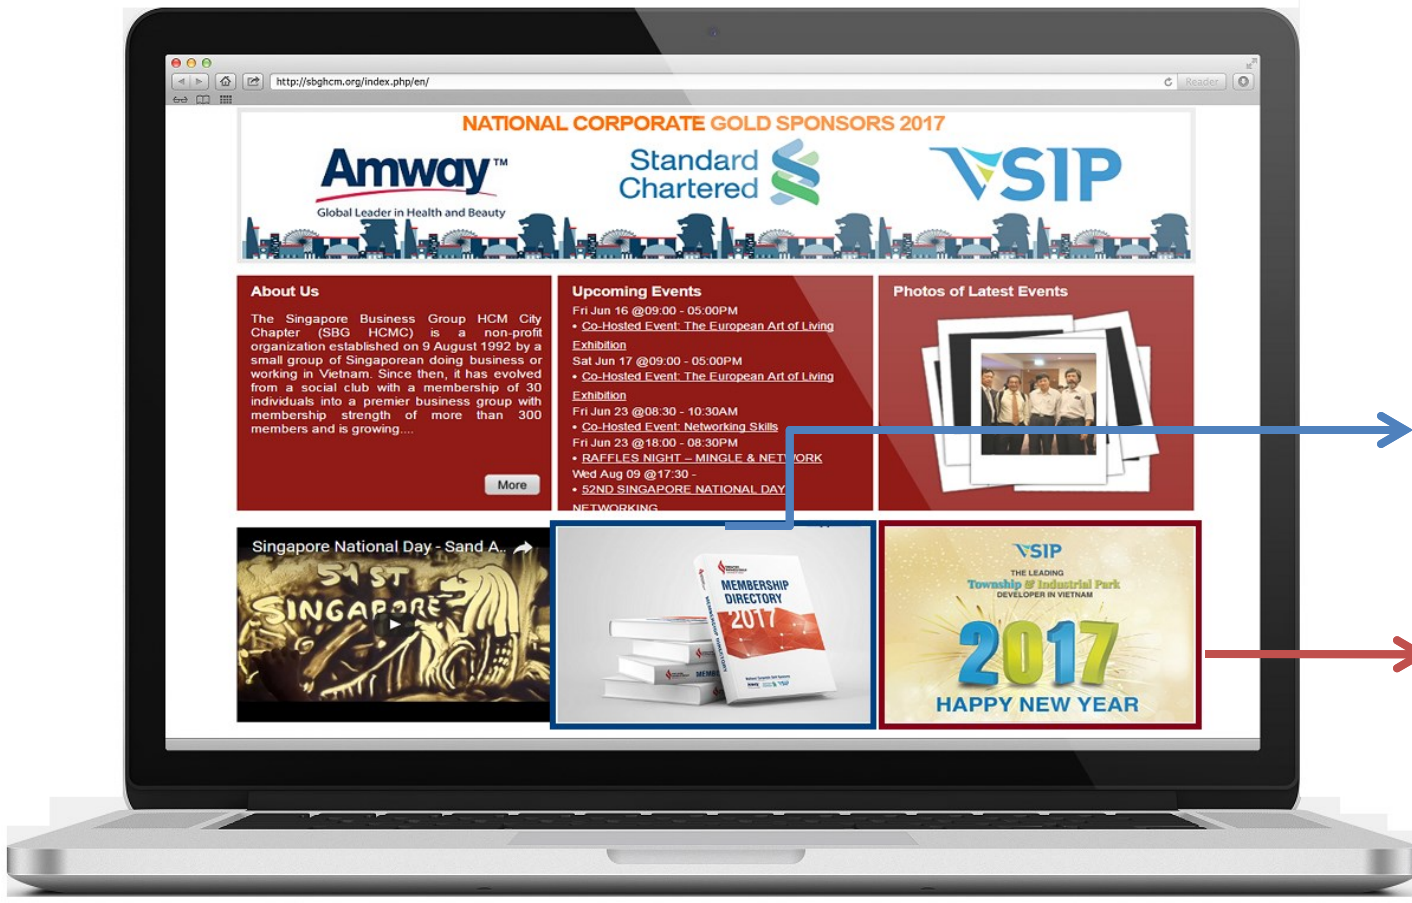 http://sbghcm.org/index.php/en/
Reader
NATIONAL CORPORATE GOLD SPONSORS 2017
Amway™
Global Leader in Health and Beauty
Standard
Chartered
VSIP
About Us
The Singapore Business Group HCM City
Chapter (SBG HCMC) is a non-profit
organization established on 9 August 1992 by a
small group of Singaporean doing business or
working in Vietnam. Since then, it has evolved
from a social club with a membership of 30
individuals into a premier business group with
membership strength of more than 300
members and is growing....
More
Upcoming Events
Fri Jun 16 @09:00 - 05:00PM
• Co-Hosted Event: The European Art of Living
Exhibition
Sat Jun 17 @09:00 - 05:00PM
• Co-Hosted Event: The European Art of Living
Exhibition
Fri Jun 23 @08:30 - 10:30AM
• Co-Hosted Event: Networking Skills
Fri Jun 23 @18:00 - 08:30PM
• RAFFLES NIGHT – MINGLE & NETWORK
Wed Aug 09 @17:30 -
• 52ND SINGAPORE NATIONAL DAY
NETWORKING
Photos of Latest Events
Singapore National Day - Sand A..
51 ST
SINGAPORE
MEMBERSHIP
DIRECTORY
2017
MEMBERSHIP DIRECTORY
VSIP
THE LEADING
Township & Industrial Park
DEVELOPER IN VIETNAM
2017
HAPPY NEW YEAR